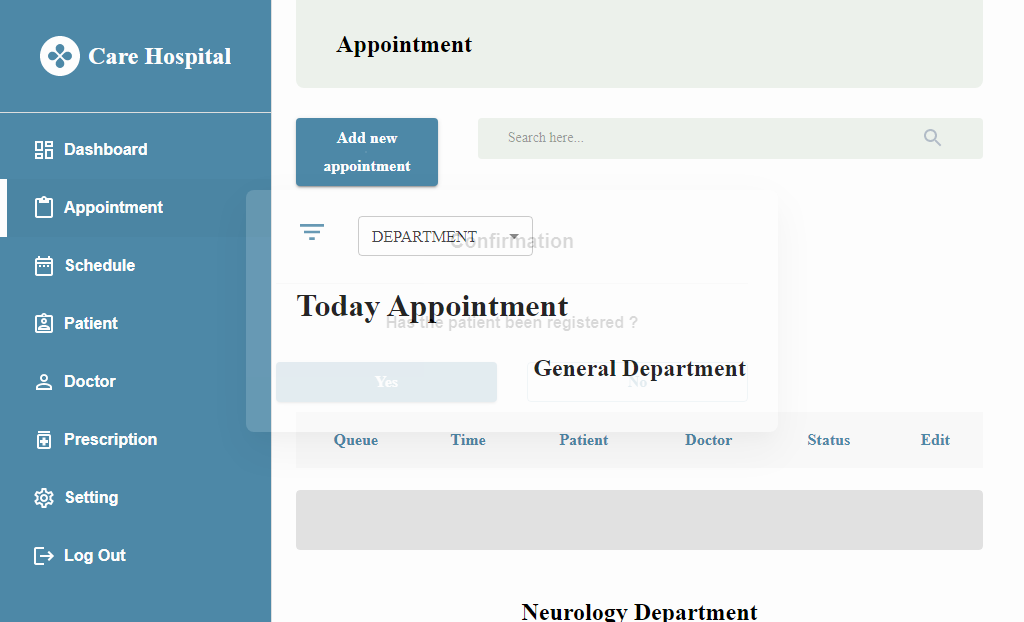 Care Hospital
Dashboard
Appointment
Schedule
Patient
Doctor
Prescription
Setting
Log Out
Appointment
Add new
appointment
Search here...
DEPARTMENT
Confirmation
Today Appointment
Has the patient been registered ?
General Department
Yes
No
Queue Time Patient Doctor Status Edit
Neurology Department